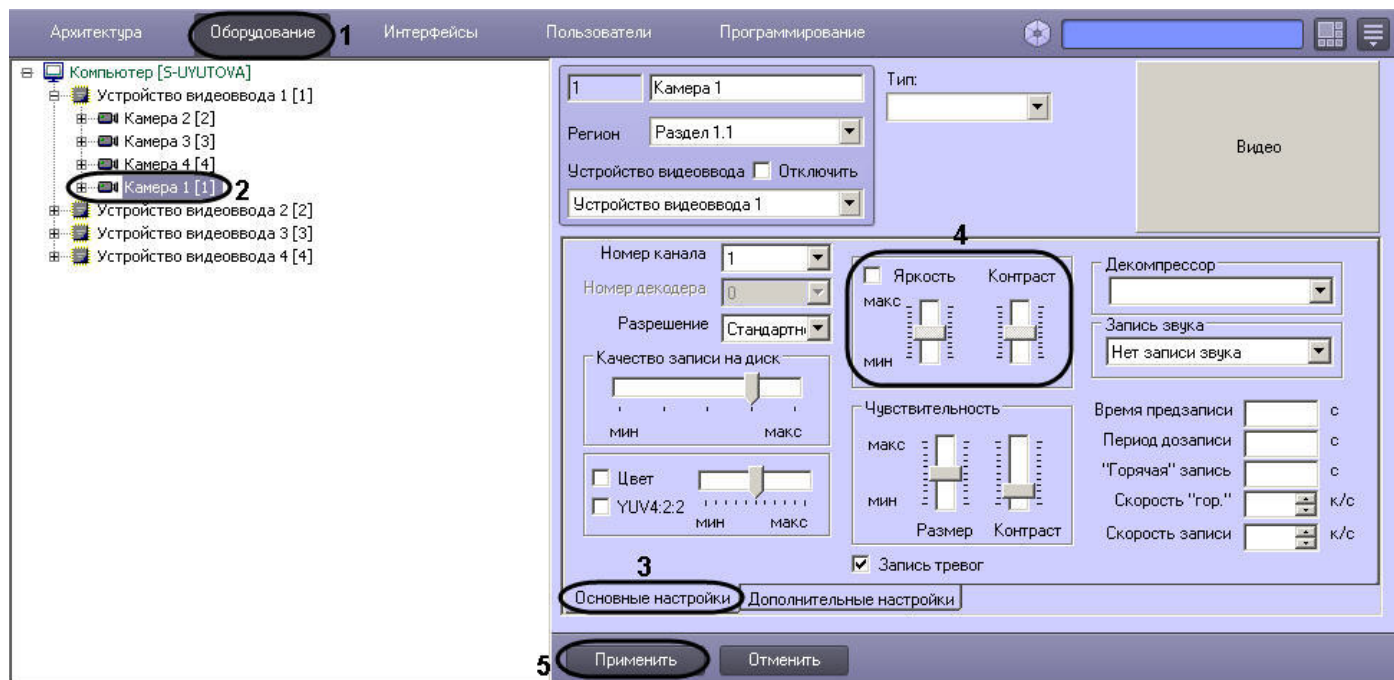 Архитектура Оборудование 1 Интерфейсы Пользователи Программирование
Компьютер [S-UYUTOVA]
Устройство видеоввода 1 [1]
Камера 2 [2]
Камера 3 [3]
Камера 4 [4]
Камера 1 [1] 2
Устройство видеоввода 2 [2]
Устройство видеоввода 3 [3]
Устройство видеоввода 4 [4]
1 Камера 1
Тип:
Регион Раздел 1.1
Видео
Устройство видеоввода Отключить
Устройство видеоввода 1
4
Номер канала 1
Номер декодера 0
Разрешение Стандартн
Качество записи на диск
мин макс
Цвет
YUV4:2:2
мин макс
Яркость Контраст
макс
мин
Чувствительность
макс
мин
Размер Контраст
Запись тревог
Декомпрессор
Запись звука
Нет записи звука
Время предзаписи с
Период дозаписи с
"Горячая" запись с
Скорость "гор." к/с
Скорость записи к/с
3
Основные настройки Дополнительные настройки
5 Применить Отменить